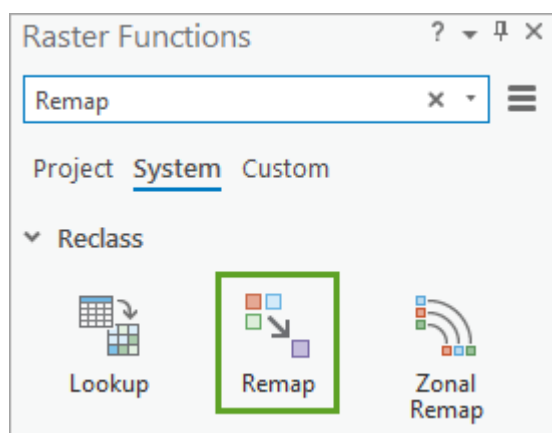 Raster Functions
Remap
Project System Custom
Reclass
Lookup Remap Zonal
Remap